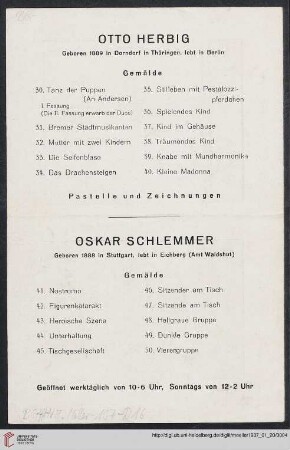 OTTO HERBIG
Geboren 1889 in Dorndorf in Thüringen, lebt in Berlin
Gemälde
30. Tanz der Puppen
(An Andersen)
I. Fassung
(Die II. Fassung erwarb der Duce)
31. Bremer Stadtmusikanten
32. Mutter mit zwei Kindern
33. Die Seifenblase
34. Das Drachensteigen
35. Stilleben mit Pestalozzi-
pferdchen
36. Spielendes Kind
37. Kind im Gehäuse
38. Träumendes Kind
39. Knabe mit Mundharmonika
40. Kleine Madonna
Pastelle und Zeichnungen
OSKAR SCHLEMMER
Geboren 1888 in Stuttgart, lebt in Eichberg (Amt Waldshut)
Gemälde
41. Nostromo
42. Figurenkaturakt
43. Heroische Szene
44. Unterhaltung
45. Tischgesellschaft
46. Sitzender am Tisch
47. Sitzende am Tisch
48. Hellgraue Gruppe
49. Dunkle Gruppe
50. Vierergruppe
Geöffnet werktäglich von 10-6 Uhr, Sonntags von 12-2 Uhr